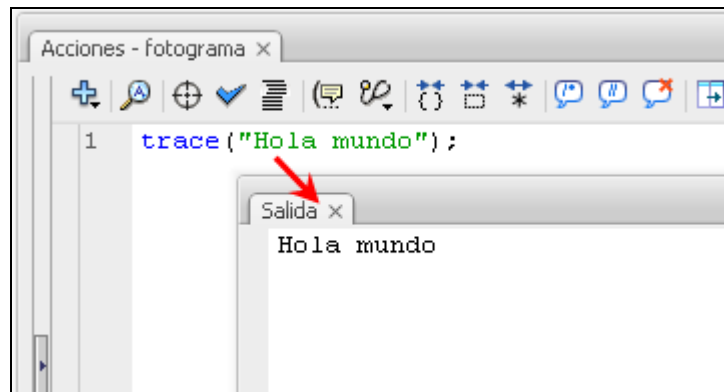 Acciones - fotograma ×
1 trace("Hola mundo");
Salida ×
Hola mundo